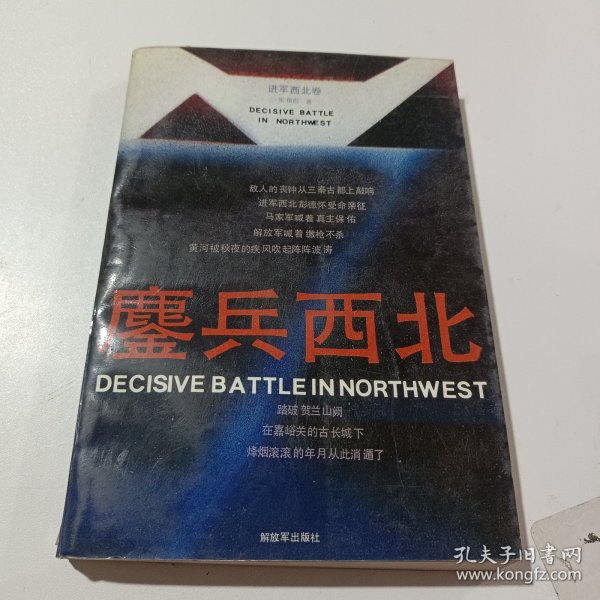 进军西北卷
著
DECISIVE BATTLE
IN NORTHWEST
敌人的丧钟从三秦古都上敲响
进军西北彭德怀受命亲征
马家军喊着真主保佑
解放军喊着缴枪不杀
黄河被秋夜的疾风吹起阵阵波涛
鏖兵西北
DECISIVE BATTLE IN NORTHWEST
踏破贺兰山阙
在嘉峪关的古长城下
烽烟滚滚的年月从此消遁了
解放军出版社
孔夫子旧书网
www.kongfz.com